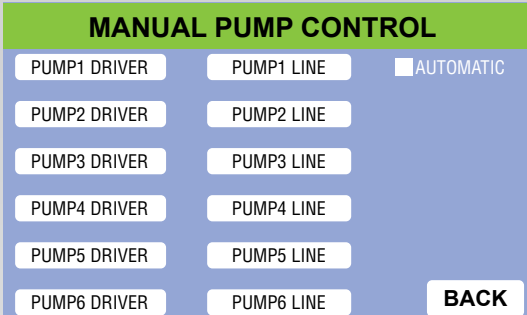 MANUAL PUMP CONTROL
PUMP1 DRIVER PUMP1 LINE AUTOMATIC
PUMP2 DRIVER PUMP2 LINE
PUMP3 DRIVER PUMP3 LINE
PUMP4 DRIVER PUMP4 LINE
PUMP5 DRIVER PUMP5 LINE
PUMP6 DRIVER PUMP6 LINE BACK